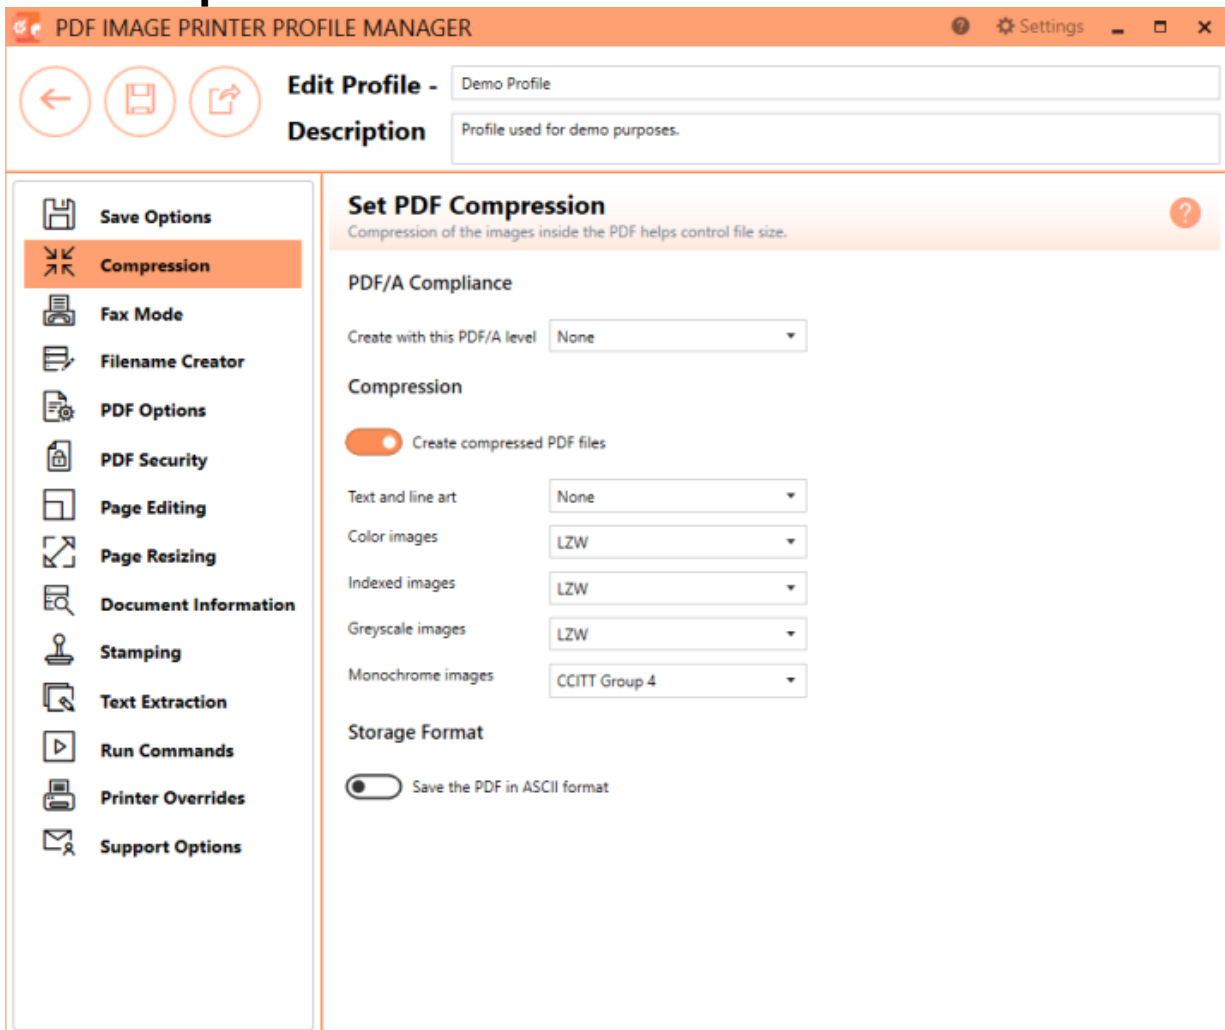 PDF IMAGE PRINTER PROFILE MANAGER
Settings
Edit Profile - Demo Profile
Description Profile used for demo purposes.
Save Options
Compression
Fax Mode
Filename Creator
PDF Options
PDF Security
Page Editing
Page Resizing
Document Information
Stamping
Text Extraction
Run Commands
Printer Overrides
Support Options
Set PDF Compression
Compression of the images inside the PDF helps control file size.
PDF/A Compliance
Create with this PDF/A level None
Compression
Create compressed PDF files
Text and line art None
Color images LZW
Indexed images LZW
Greyscale images LZW
Monochrome images CCITT Group 4
Storage Format
Save the PDF in ASCII format